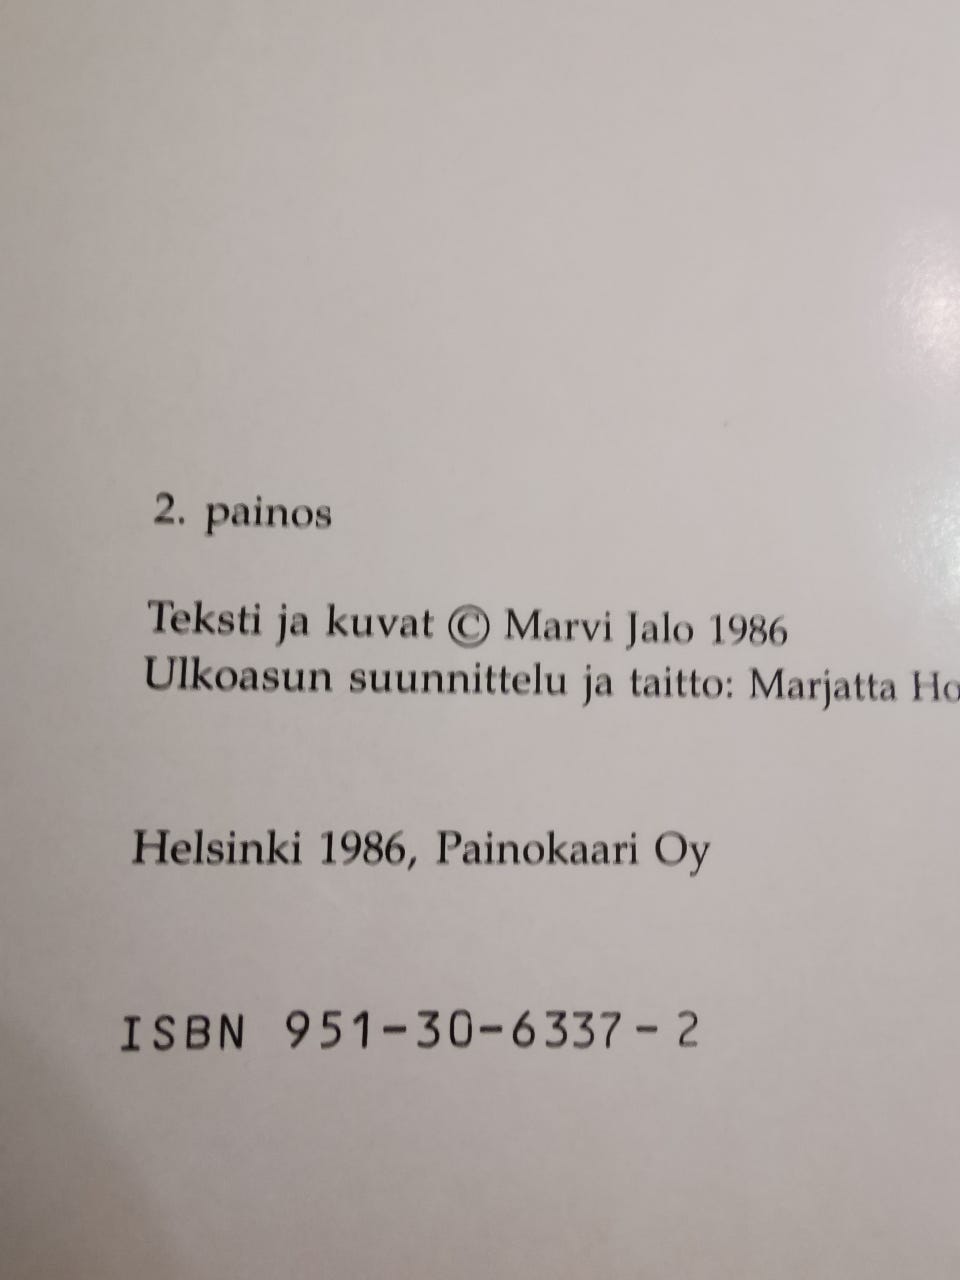 2. painos
Teksti ja kuvat © Marvi Jalo 1986
Ulkoasun suunnittelu ja taitto: Marjatta
Helsinki 1986, Painokaari Oy
ISBN 951-30-6337-2